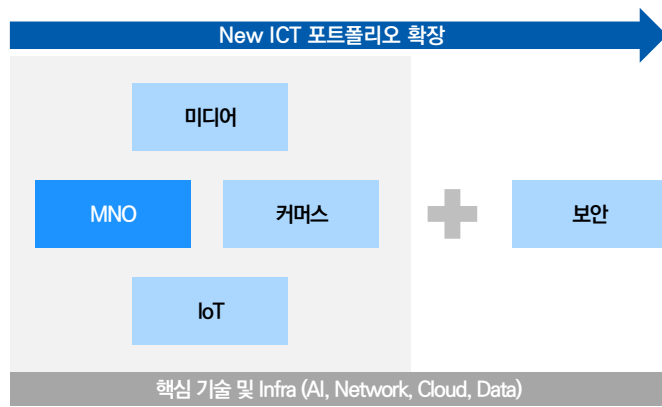 New ICT 포트폴리오 확장
미디어
MNO
커머스
보안
IoT
핵심 기술 및 Infra (AI, Network, Cloud, Data)